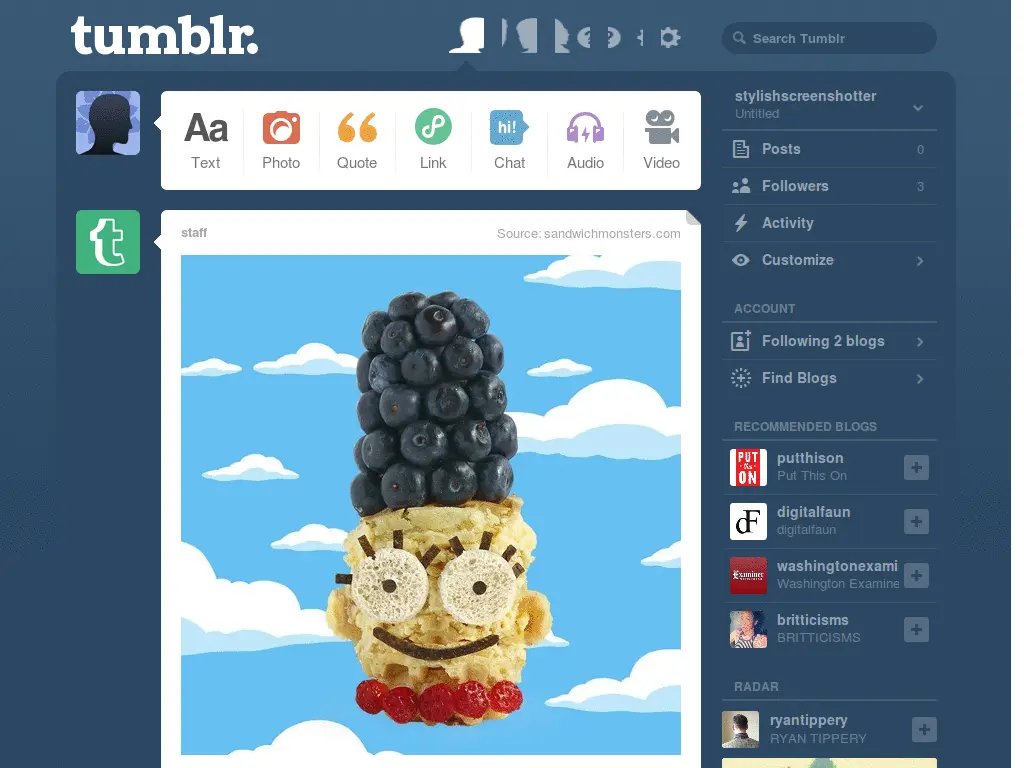 tumblr.
Search Tumblr
Aa
hi!
Text
Photo
Quote
Link
Chat
Audio
Video
t
staff
Source: sandwichmonsters.com
stylishscreenshotter
Untitled
Posts 0
Followers 3
Activity
Customize
ACCOUNT
Following 2 blogs
Find Blogs
RECOMMENDED BLOGS
PUT
this
ON
putthison
Put This On
dF
digitalfaun
digitalfaun
Examiner
washingtonexami
Washington Examine
britticisms
BRITTICISMS
RADAR
ryantippery
RYAN TIPPERY